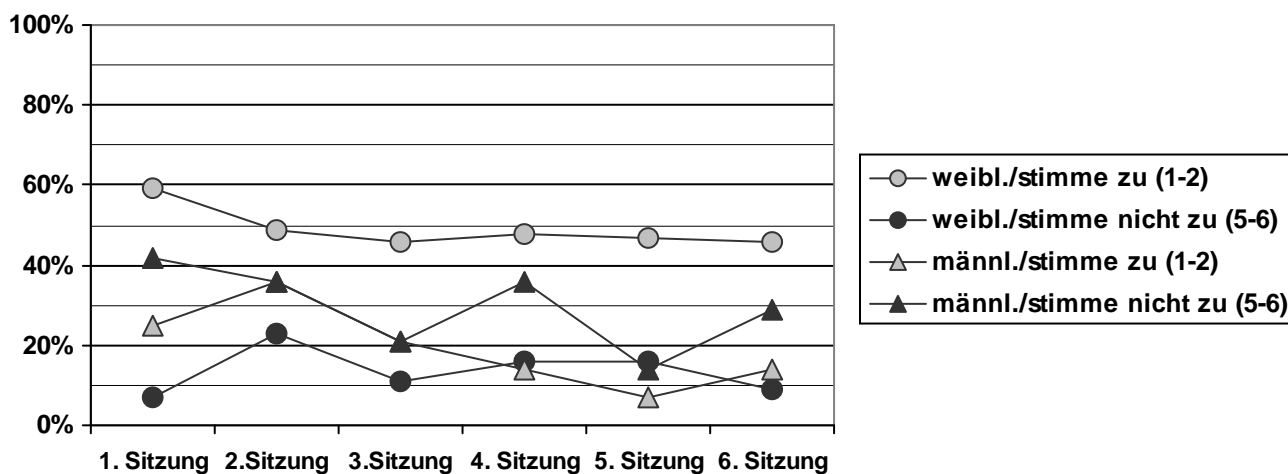 100%
80%
60%
40%
20%
0%
1. Sitzung 2.Sitzung 3.Sitzung 4. Sitzung 5. Sitzung 6. Sitzung
weibl./stimme zu (1-2)
weibl./stimme nicht zu (5-6)
männl./stimme zu (1-2)
männl./stimme nicht zu (5-6)